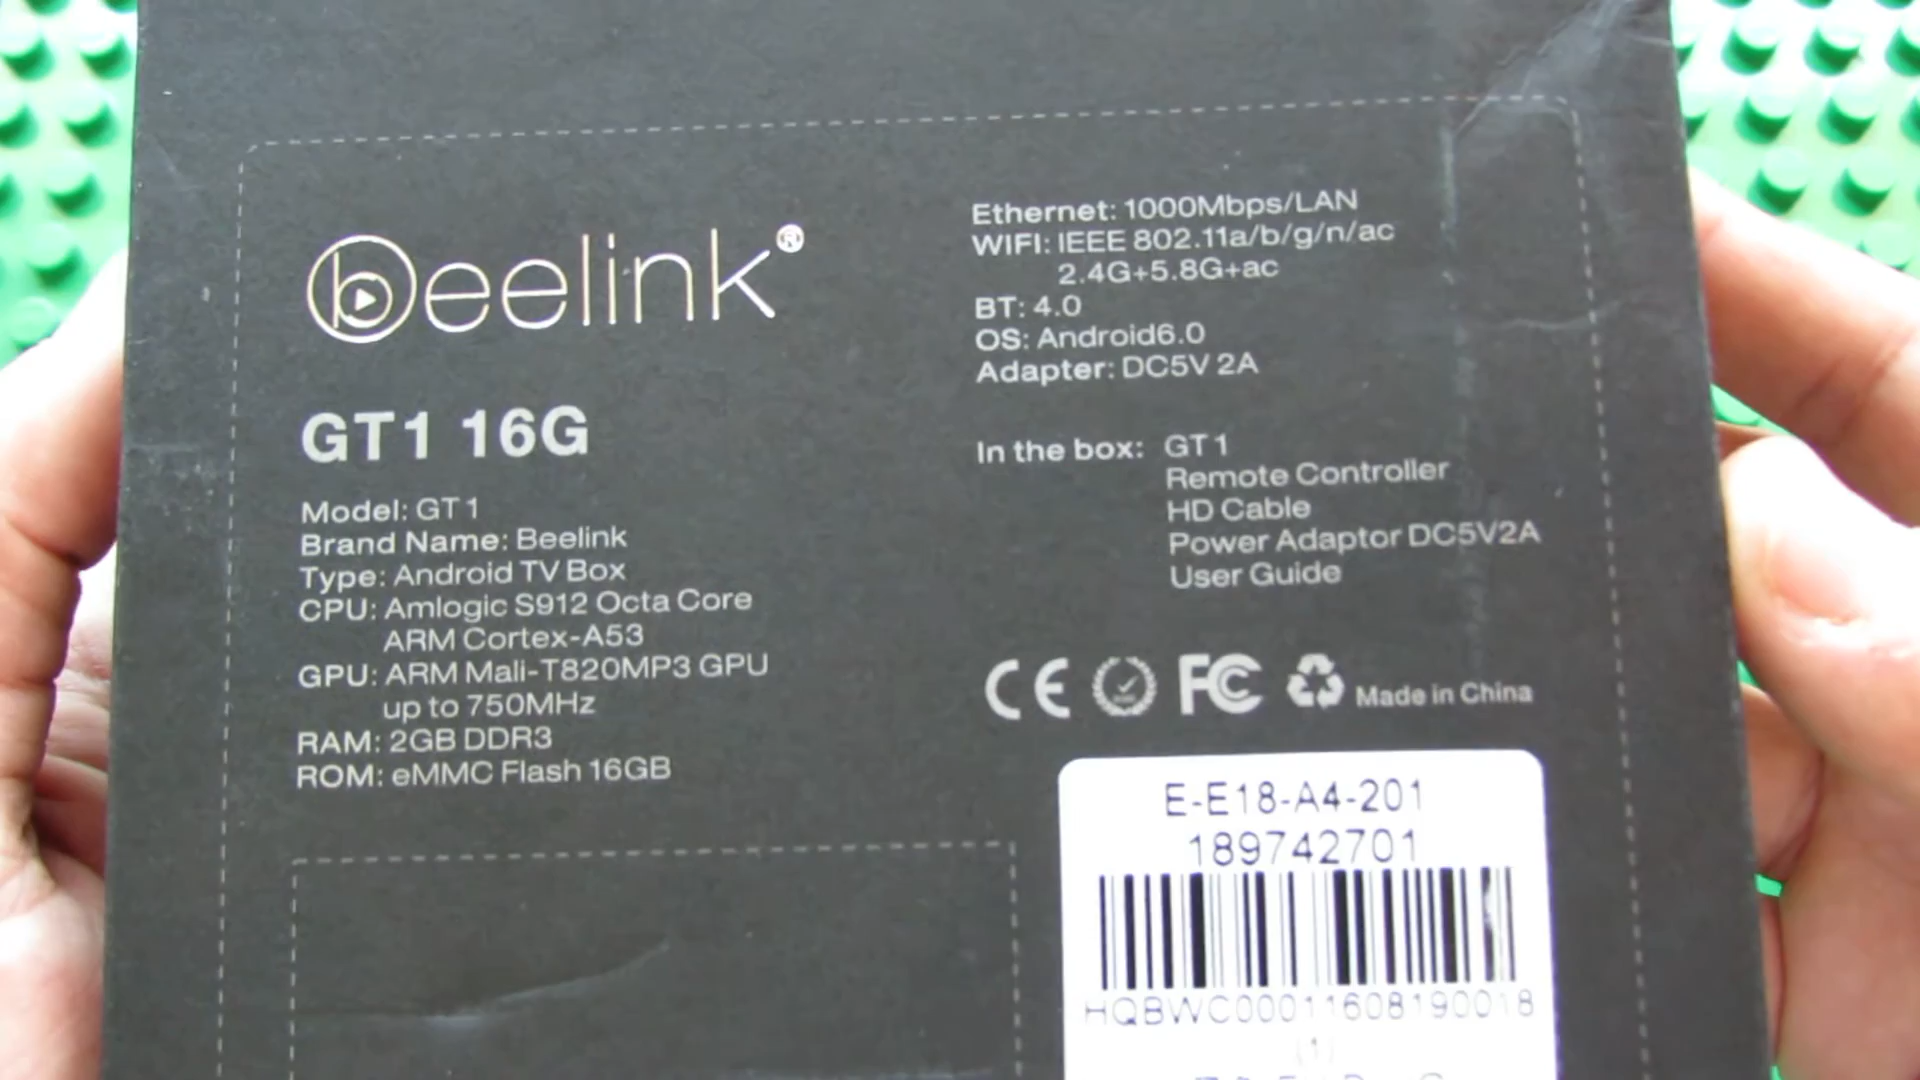 beelink®
GT1 16G
Model: GT1
Brand Name: Beelink
Type: Android TV Box
CPU: Amlogic S912 Octa Core
ARM Cortex-A53
GPU: ARM Mali-T820MP3 GPU
up to 750MHz
RAM: 2GB DDR3
ROM: eMMC Flash 16GB
Ethernet: 1000Mbps/LAN
WIFI: IEEE 802.11a/b/g/n/ac
2.4G+5.8G+ac
BT: 4.0
OS: Android6.0
Adapter: DC5V 2A
In the box: GT1
Remote Controller
HD Cable
Power Adaptor DC5V2A
User Guide
CE FC Made in China
E-E18-A4-201
189742701
HQBWC00011608190018
(1)